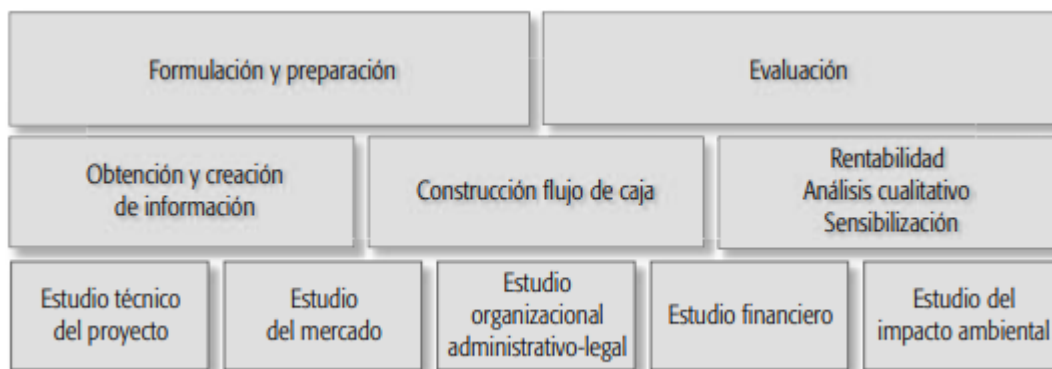 Formulación y preparación
Evaluación
Obtención y creación
de información
Construcción flujo de caja
Rentabilidad
Análisis cualitativo
Sensibilización
Estudio técnico
del proyecto
Estudio
del mercado
Estudio
organizacional
administrativo-legal
Estudio financiero
Estudio del
impacto ambiental